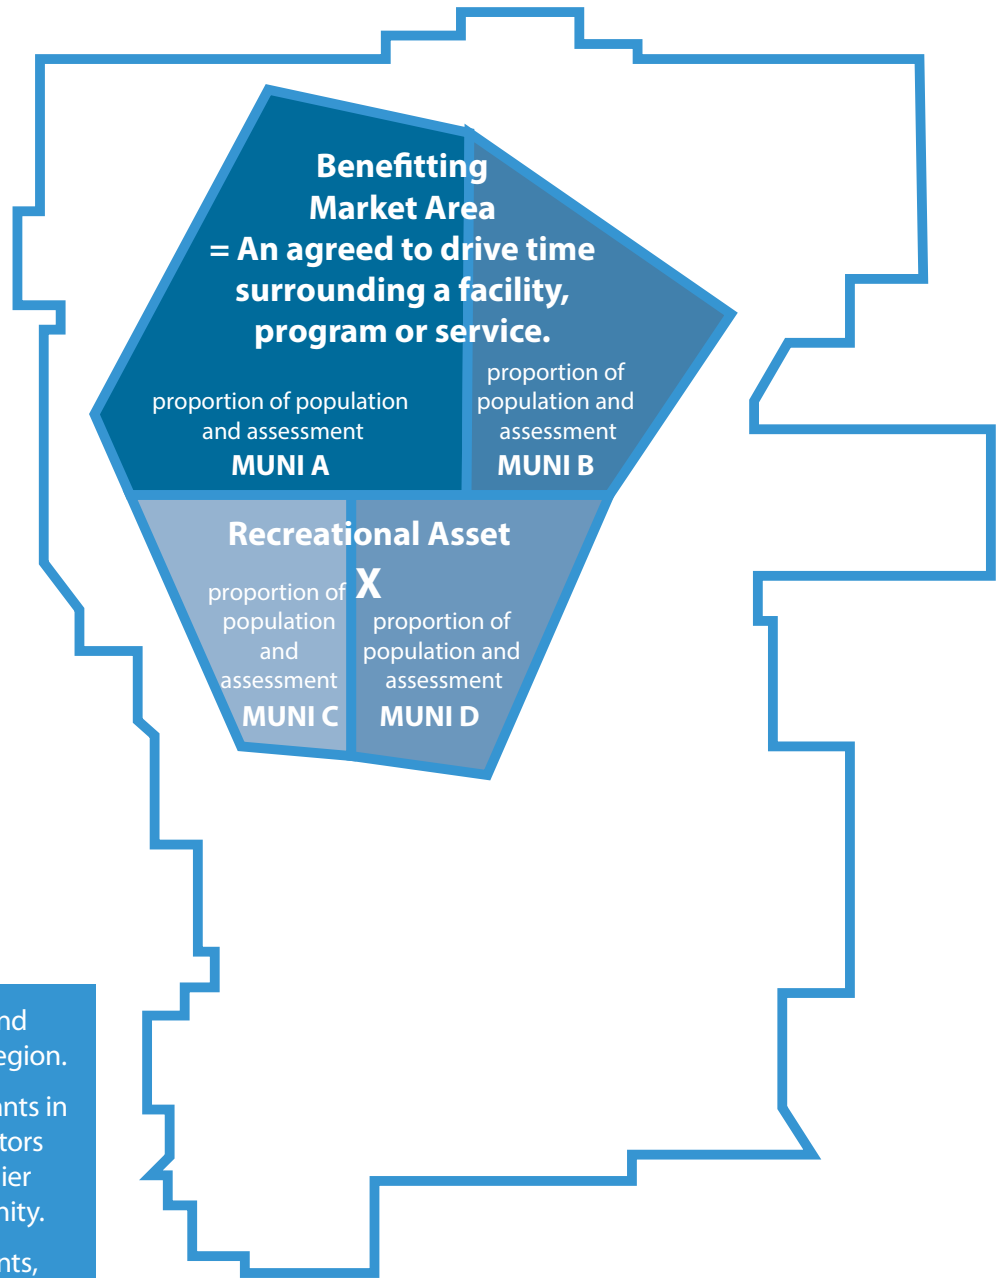 Benefitting
Market Area
= An agreed to drive time
surrounding a facility,
program or service.
proportion of population
and assessment
MUNI A
proportion of
population and
assessment
MUNI B
Recreational Asset
X
proportion of
population
and
assessment
MUNI C
proportion of
population and
assessment
MUNI D
nd
egion.
ants in
tors
ier
nity.
nts,